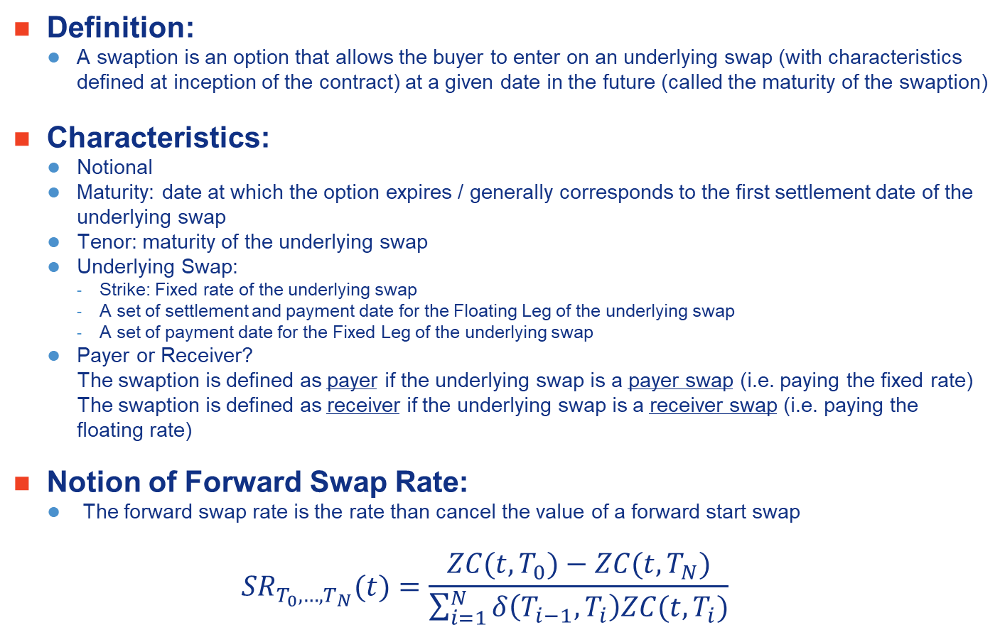 Definition:
A swaption is an option that allows the buyer to enter on an underlying swap (with characteristics
defined at inception of the contract) at a given date in the future (called the maturity of the swaption)
Characteristics:
Notional
Maturity: date at which the option expires / generally corresponds to the first settlement date of the
underlying swap
Tenor: maturity of the underlying swap
Underlying Swap:
- Strike: Fixed rate of the underlying swap
- A set of settlement and payment date for the Floating Leg of the underlying swap
- A set of payment date for the Fixed Leg of the underlying swap
Payer or Receiver?
The swaption is defined as payer if the underlying swap is a payer swap (i.e. paying the fixed rate)
The swaption is defined as receiver if the underlying swap is a receiver swap (i.e. paying the
floating rate)
Notion of Forward Swap Rate:
The forward swap rate is the rate than cancel the value of a forward start swap
SR_{T_0,...,T_N}(t) = \frac{ZC(t,T_0) - ZC(t,T_N)}{\sum_{i=1}^{N} δ(T_{i-1},T_i)ZC(t,T_i)}